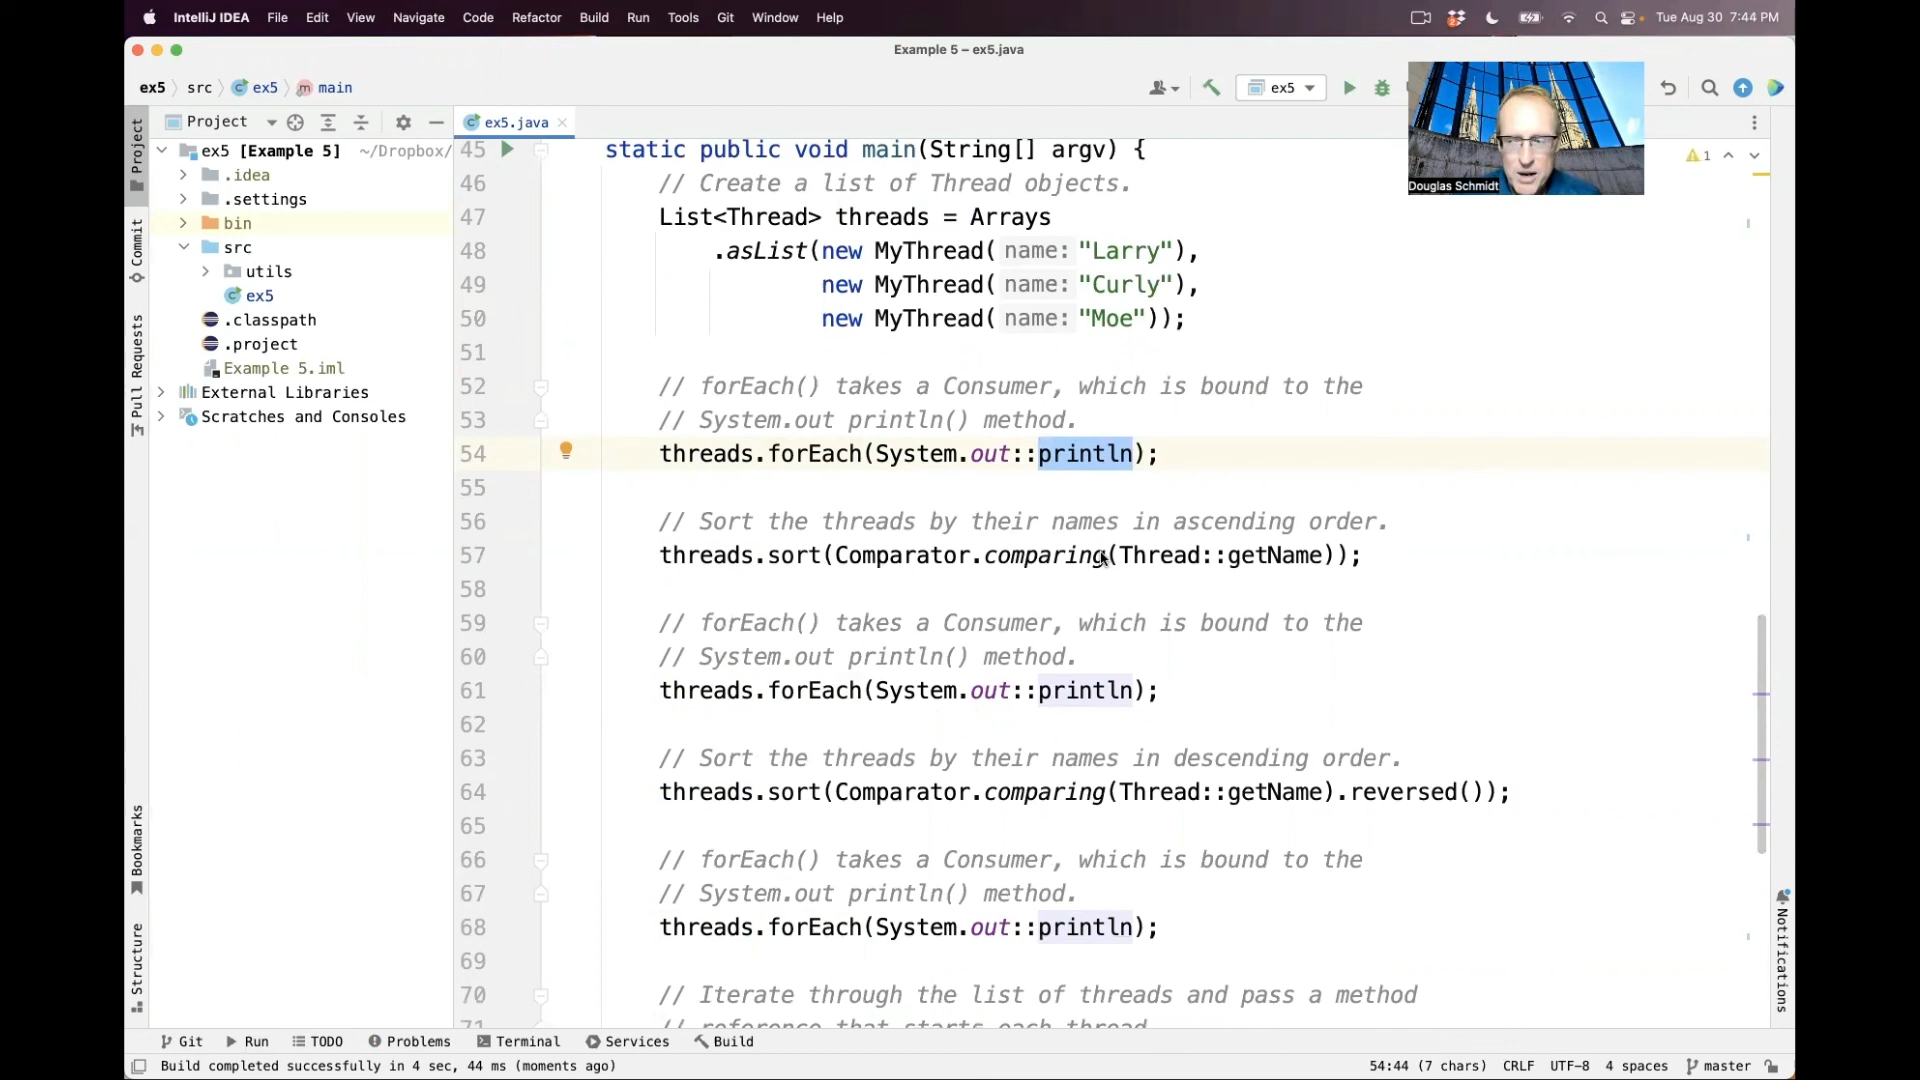 IntelliJ IDEA File Edit View Navigate Code Refactor Build Run Tools Git Window Help 2 Tue Aug 30 7:44 PM
Example 5 – ex5.java
ex5 src ex5 m main ex5
Project ex5.java
ex5 [Example 5] ~/Dropbox/
.idea
.settings
bin
src
utils
ex5
.classpath
.project
Example 5.iml
External Libraries
Scratches and Consoles
Project
Commit
Pull Requests
Bookmarks
Structure
45 static public void main(String[] argv) {
46 // Create a list of Thread objects.
47 List<Thread> threads = Arrays
48 .asList(new MyThread( name: "Larry"),
49 new MyThread( name: "Curly"),
50 new MyThread( name: "Moe"));
51
52 // forEach() takes a Consumer, which is bound to the
53 // System.out println() method.
54 threads.forEach(System.out::println);
55
56 // Sort the threads by their names in ascending order.
57 threads.sort(Comparator.comparing(Thread::getName));
58
59 // forEach() takes a Consumer, which is bound to the
60 // System.out println() method.
61 threads.forEach(System.out::println);
62
63 // Sort the threads by their names in descending order.
64 threads.sort(Comparator.comparing(Thread::getName).reversed());
65
66 // forEach() takes a Consumer, which is bound to the
67 // System.out println() method.
68 threads.forEach(System.out::println);
69
70 // Iterate through the list of threads and pass a method
71 // reference that starts each thread
Douglas Schmidt
1
Notifications
Git Run TODO Problems Terminal Services Build
Build completed successfully in 4 sec, 44 ms (moments ago) 54:44 (7 chars) CRLF UTF-8 4 spaces master